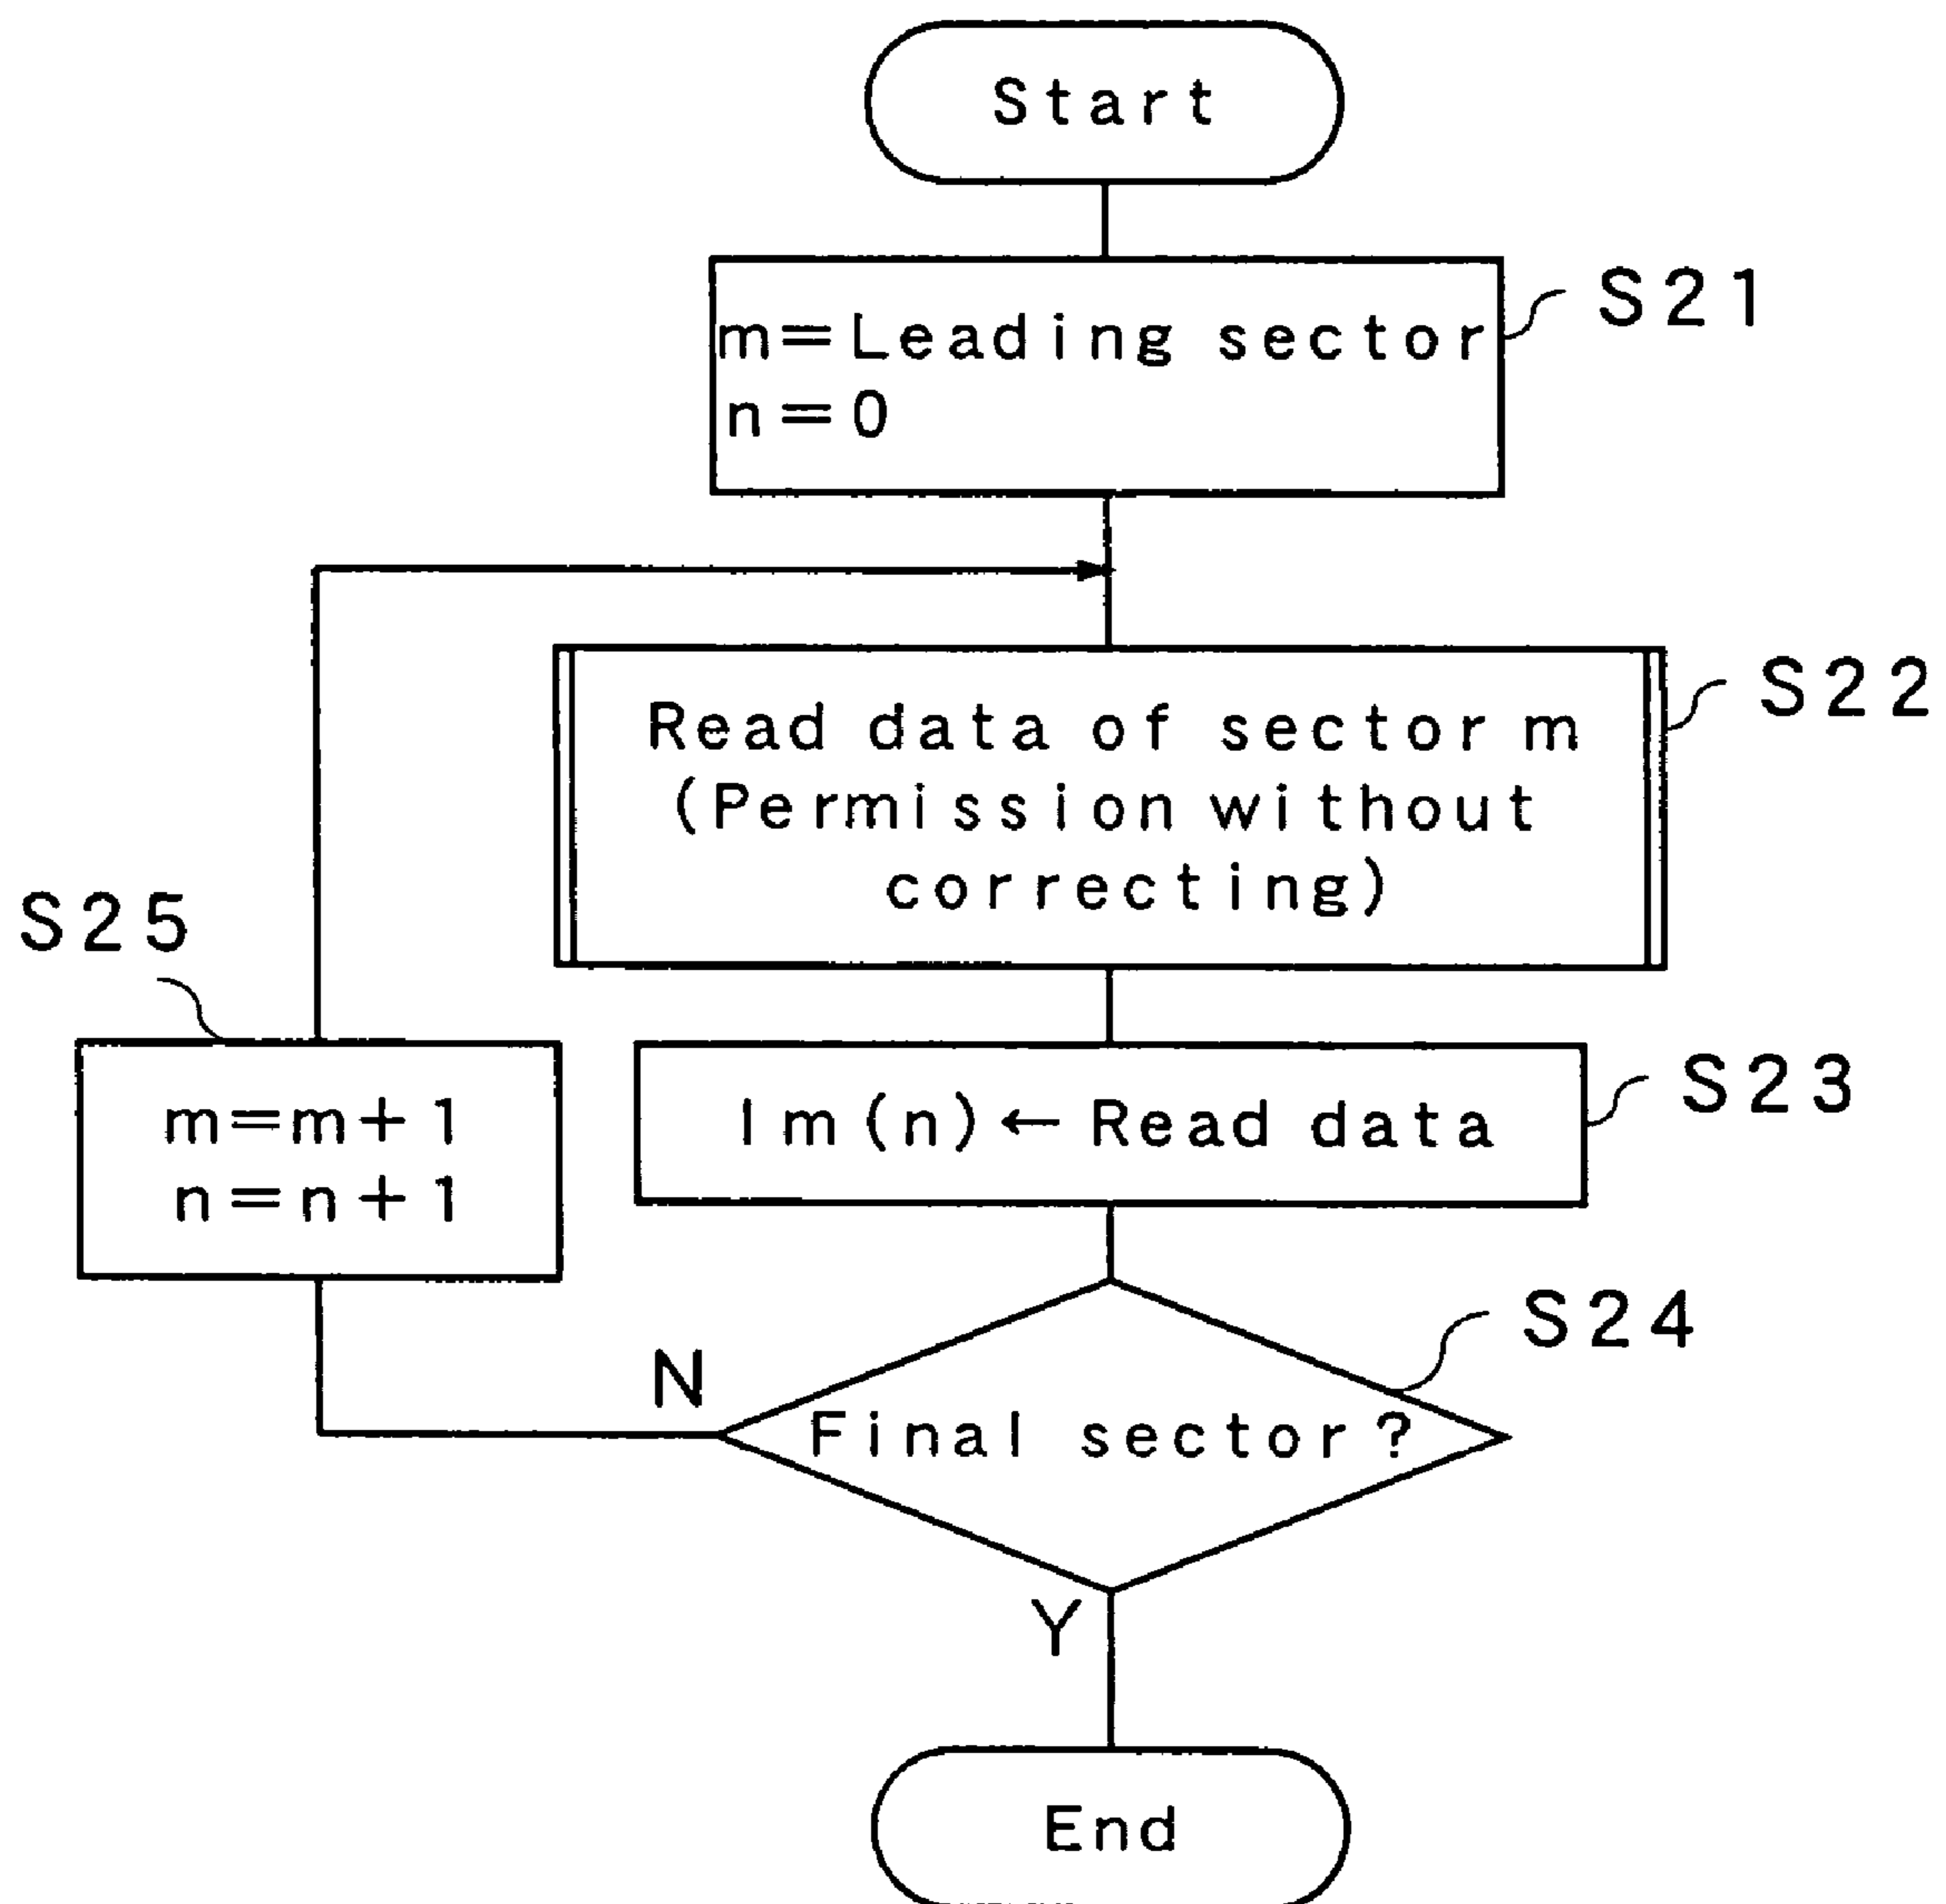 Start
m=Leading sector
n=0
S21
Read data of sector m
(Permission without
correcting)
S22
S25
m=m+1
n=n+1
Im(n)←Read data
S23
Final sector?
S24
N
Y
End